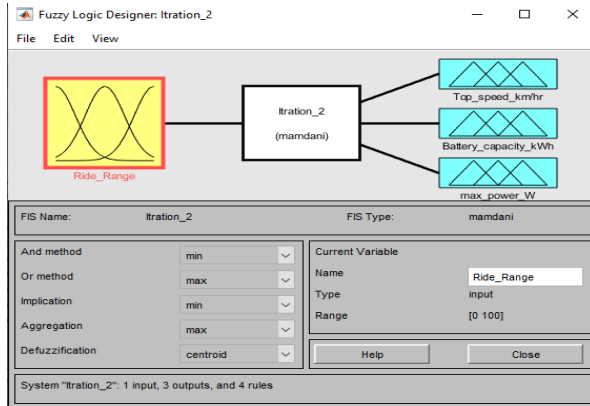 Fuzzy Logic Designer: Itration_2
File Edit View
Ride_Range
Itration_2
(mamdani)
Top_speed_km/hr
Battery_capacity_kWh
max_power_W
FIS Name: Itration_2 FIS Type: mamdani
And method min
Or method max
Implication min
Aggregation max
Defuzzification centroid
Current Variable
Name Ride_Range
Type input
Range [0 100]
Help Close
System "Itration_2": 1 input, 3 outputs, and 4 rules